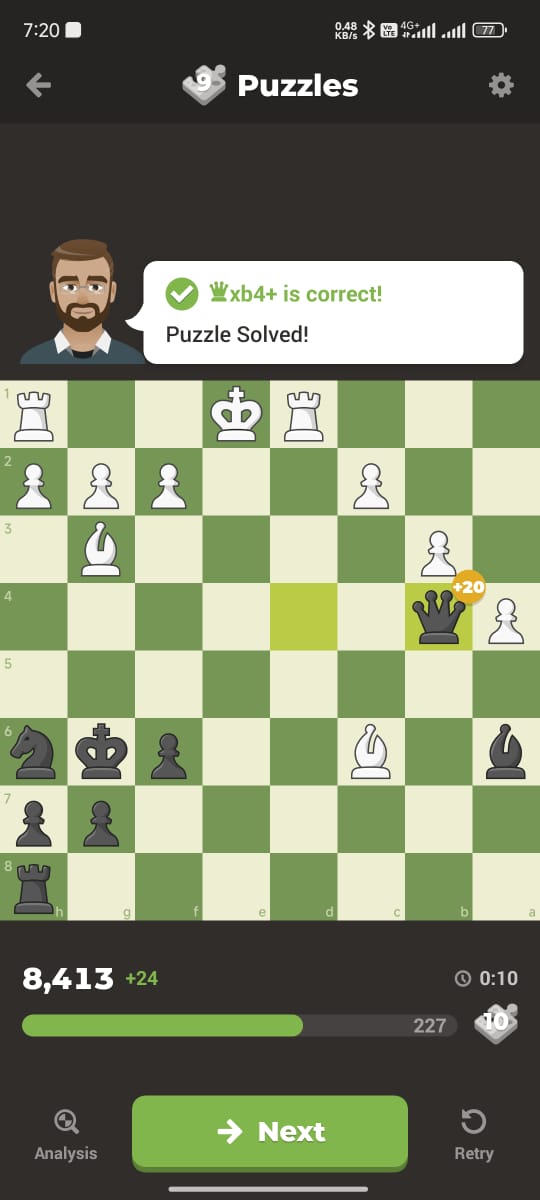 7:20
0.48 KB/s Vo LTE 4G+ 77
9 Puzzles
♛xb4+ is correct!
Puzzle Solved!
1
2
3
+20
4
5
6
7
8
h g f e d c b a
8,413 +24 0:10
227 10
Analysis → Next Retry